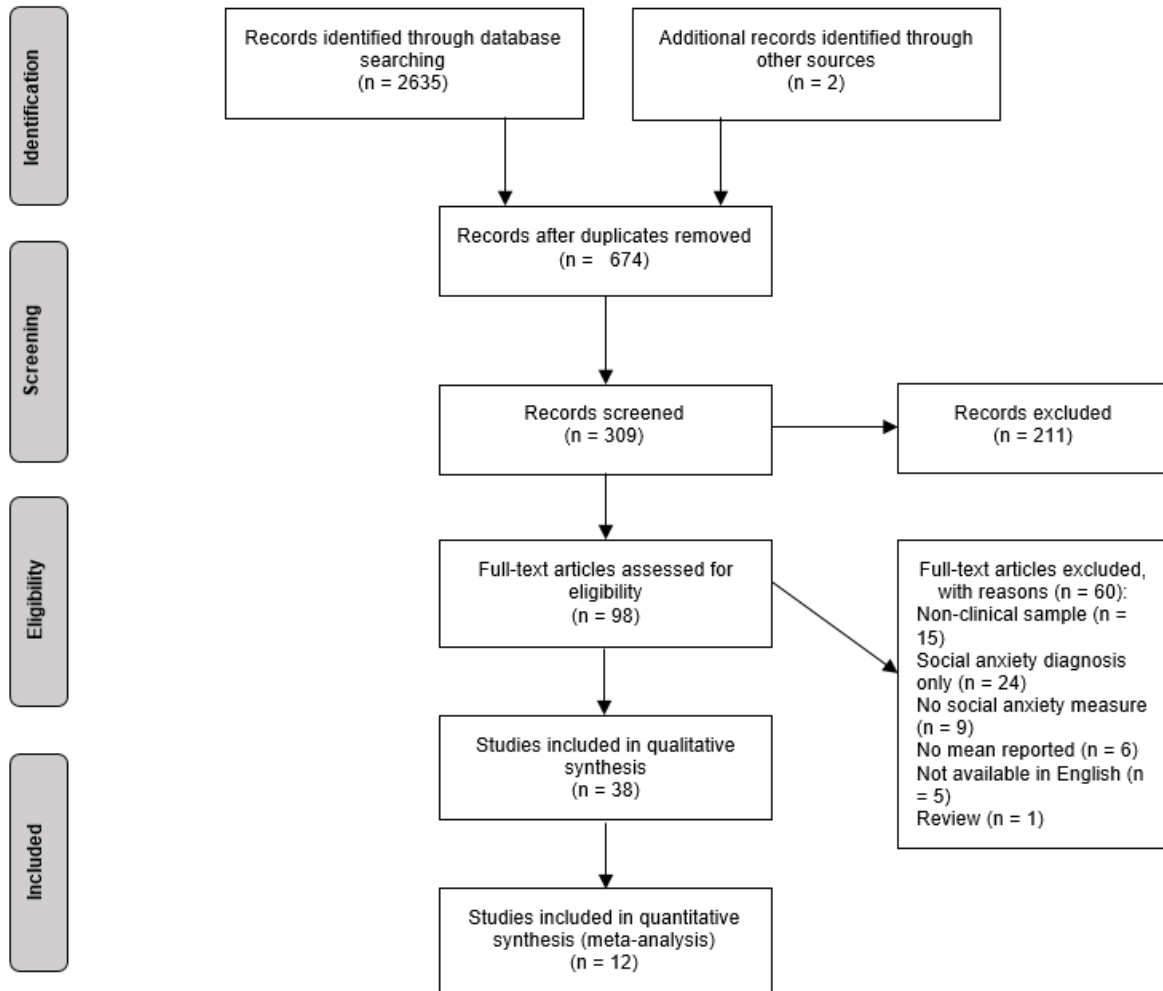 Identification
Records identified through database
searching
(n = 2635)
Additional records identified through
other sources
(n = 2)
Records after duplicates removed
(n = 674)
Screening
Records screened
(n = 309)
Records excluded
(n = 211)
Eligibility
Full-text articles assessed for
eligibility
(n = 98)
Full-text articles excluded,
with reasons (n = 60):
Non-clinical sample (n =
15)
Social anxiety diagnosis
only (n = 24)
No social anxiety measure
(n = 9)
No mean reported (n = 6)
Not available in English (n
= 5)
Review (n = 1)
Studies included in qualitative
synthesis
(n = 38)
Included
Studies included in quantitative
synthesis (meta-analysis)
(n = 12)